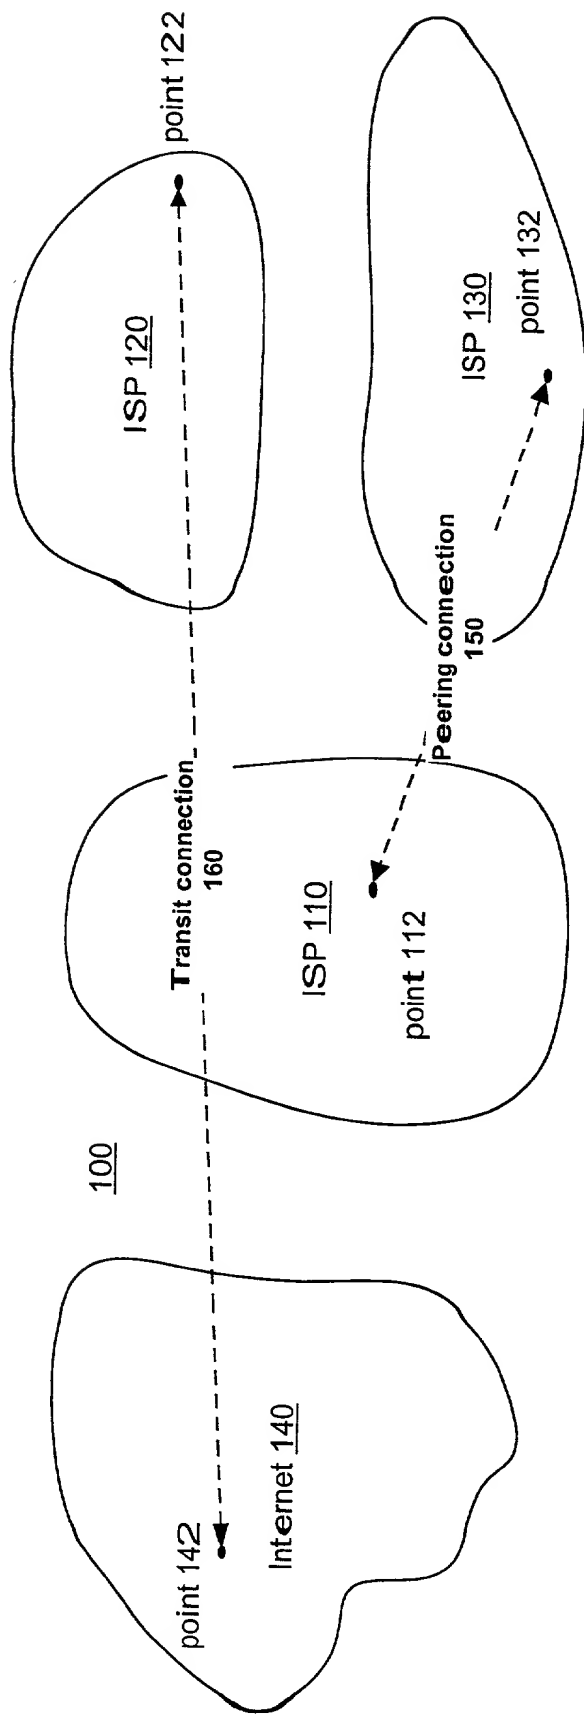 100
point 142
Internet 140
Transit connection
160
ISP 110
point 112
ISP 120
point 122
Peering connection
150
ISP 130
point 132